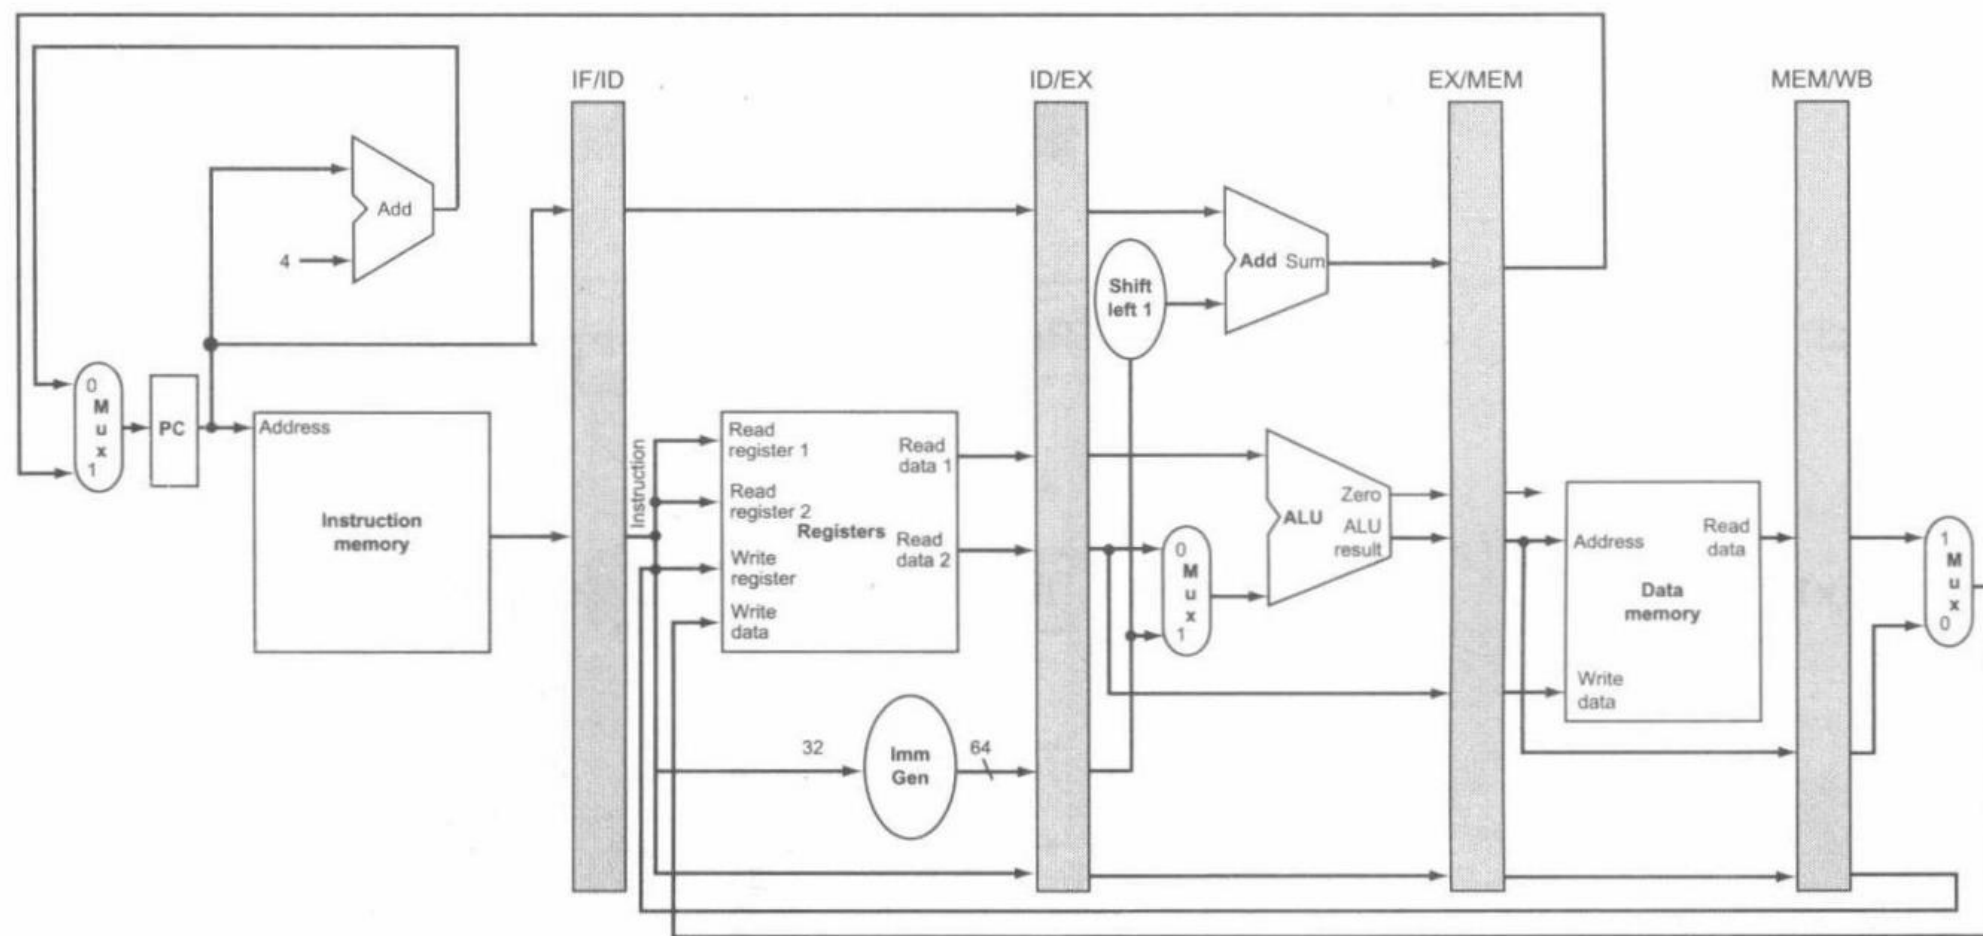 IF/ID
ID/EX
EX/MEM
MEM/WB
Add
4
Add Sum
Shift
left 1
0
M
u
x
1
PC
Address
Instruction
memory
Instruction
Read
register 1
Read
register 2
Write
register
Write
data
Registers
Read
data 1
Read
data 2
0
M
u
x
1
Zero
ALU
ALU
result
Address
Read
data
Data
memory
Write
data
1
M
u
x
0
32
Imm
Gen
64